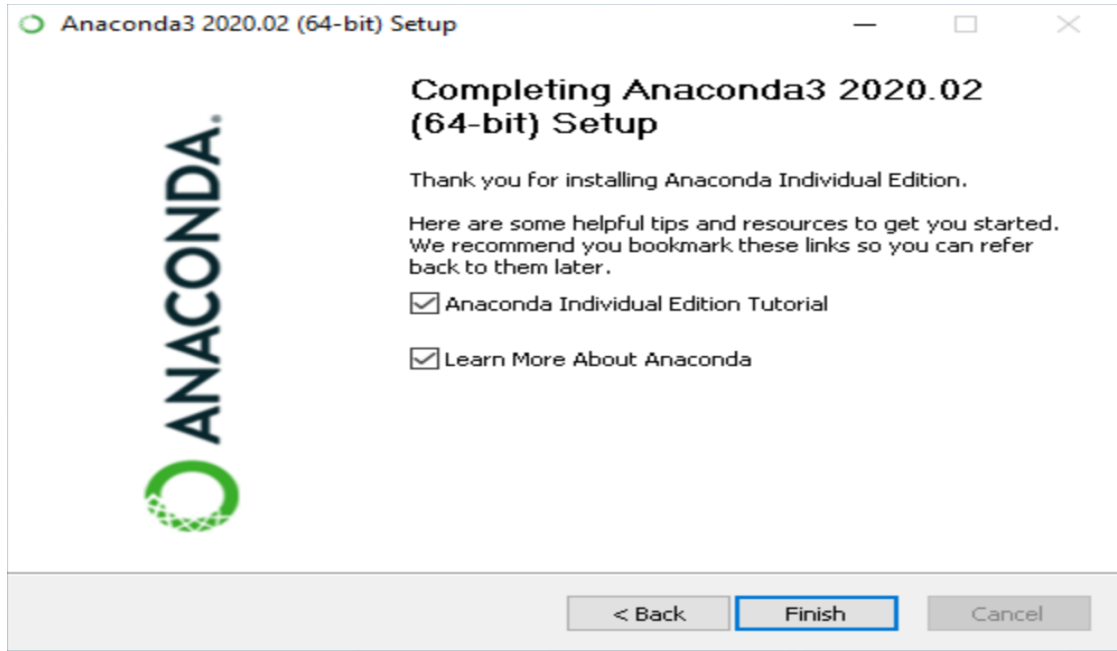 Anaconda3 2020.02 (64-bit) Setup
ANACONDA.
Completing Anaconda3 2020.02
(64-bit) Setup
Thank you for installing Anaconda Individual Edition.
Here are some helpful tips and resources to get you started.
We recommend you bookmark these links so you can refer
back to them later.
Anaconda Individual Edition Tutorial
Learn More About Anaconda
< Back
Finish
Cancel